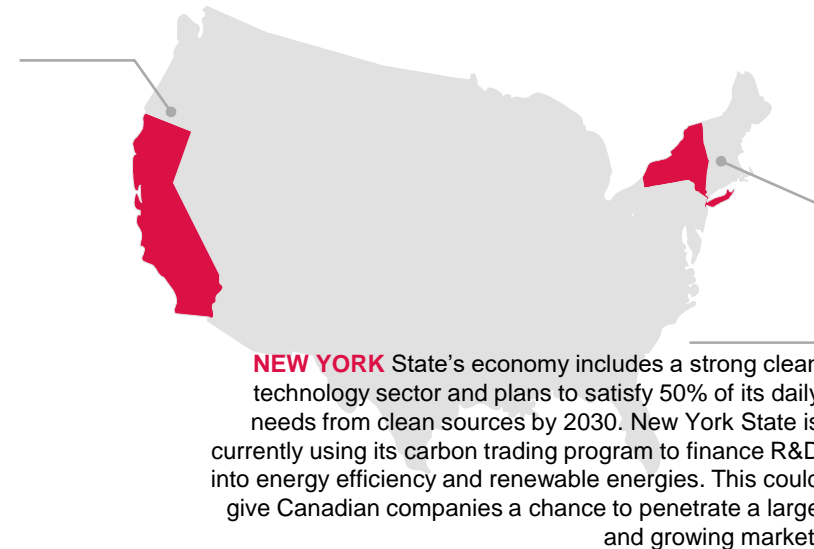 NEW YORK State's economy includes a strong clean
technology sector and plans to satisfy 50% of its daily
needs from clean sources by 2030. New York State is
currently using its carbon trading program to finance R&D
into energy efficiency and renewable energies. This could
give Canadian companies a chance to penetrate a large
and growing market.